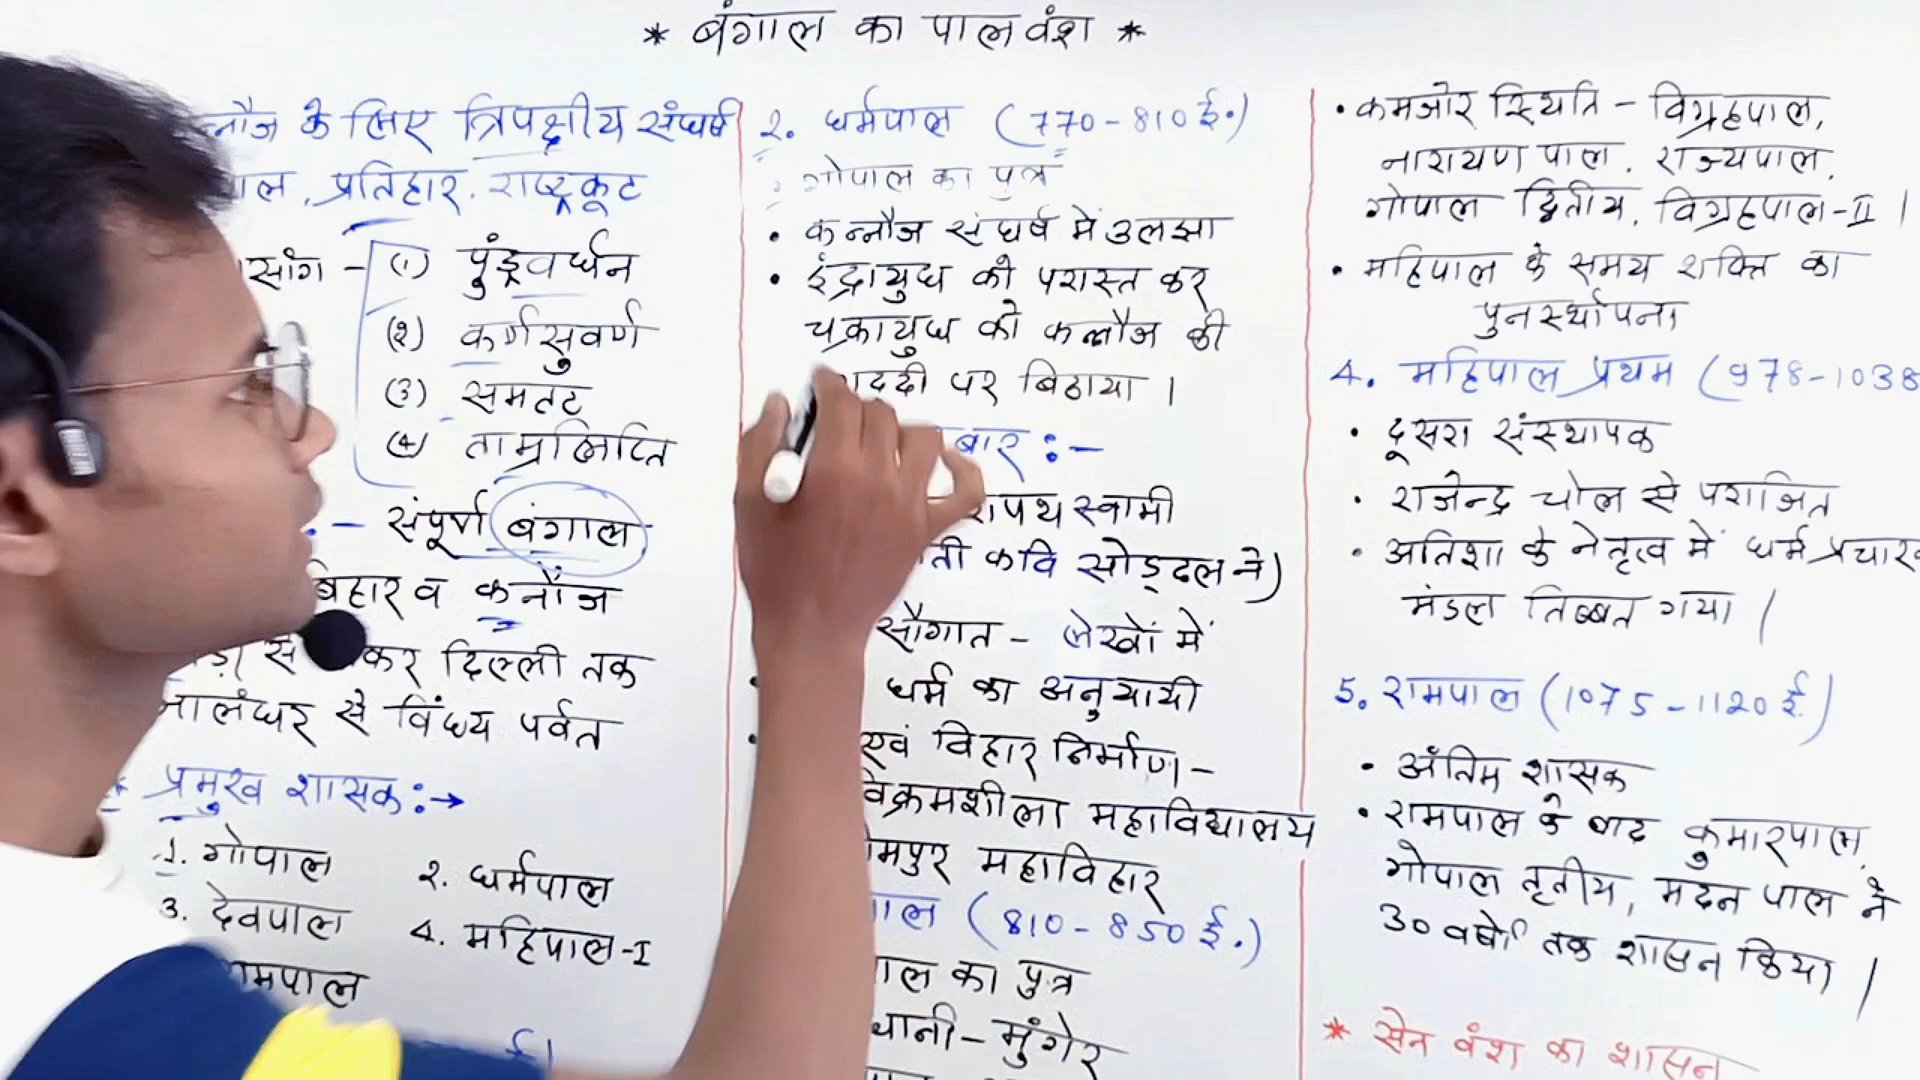 * बंगाल का पाल वंश *
के लिए त्रिपक्षीय संघर्ष
प्रतिहार, राष्ट्रकूट
(1) पुंड्रवर्धन
(2) कर्णसुवर्ण
(3) समतट
(4) ताम्रलिप्ति
संपूर्ण बंगाल
बिहार व कन्नौज
दिल्ली तक
से विंध्य पर्वत
* प्रमुख शासक :→
1. गोपाल
2. धर्मपाल
3. देवपाल
4. महिपाल-I
2. धर्मपाल (770-810 ई.)
गोपाल का पुत्र
• कन्नौज संघर्ष में उलझा
• इंद्रायुध को परास्त कर
चक्रायुध को कन्नौज की
पर बिठाया।
स्वामी
कवि सोड्ढल ने)
सौगात - लेखों में
धर्म का अनुयायी
एवं विहार निर्माण-
विक्रमशीला महाविद्यालय
महाविहार
(810-850 ई.)
का पुत्र
मुंगेर
• कमजोर स्थिति - विग्रहपाल,
नारायण पाल, राज्यपाल,
गोपाल द्वितीय, विग्रहपाल-II।
• महिपाल के समय शक्ति का
पुनर्स्थापना
4. महिपाल प्रथम (978-1038
• दूसरा संस्थापक
• राजेन्द्र चोल से पराजित
• अतिशा के नेतृत्व में धर्म प्रचारक
मंडल तिब्बत गया।
5. रामपाल (1075-1120 ई.)
• अंतिम शासक
• रामपाल के बाद कुमारपाल,
गोपाल तृतीय, मदन पाल ने
30 वर्षों तक शासन किया।
* सेन वंश का शासन